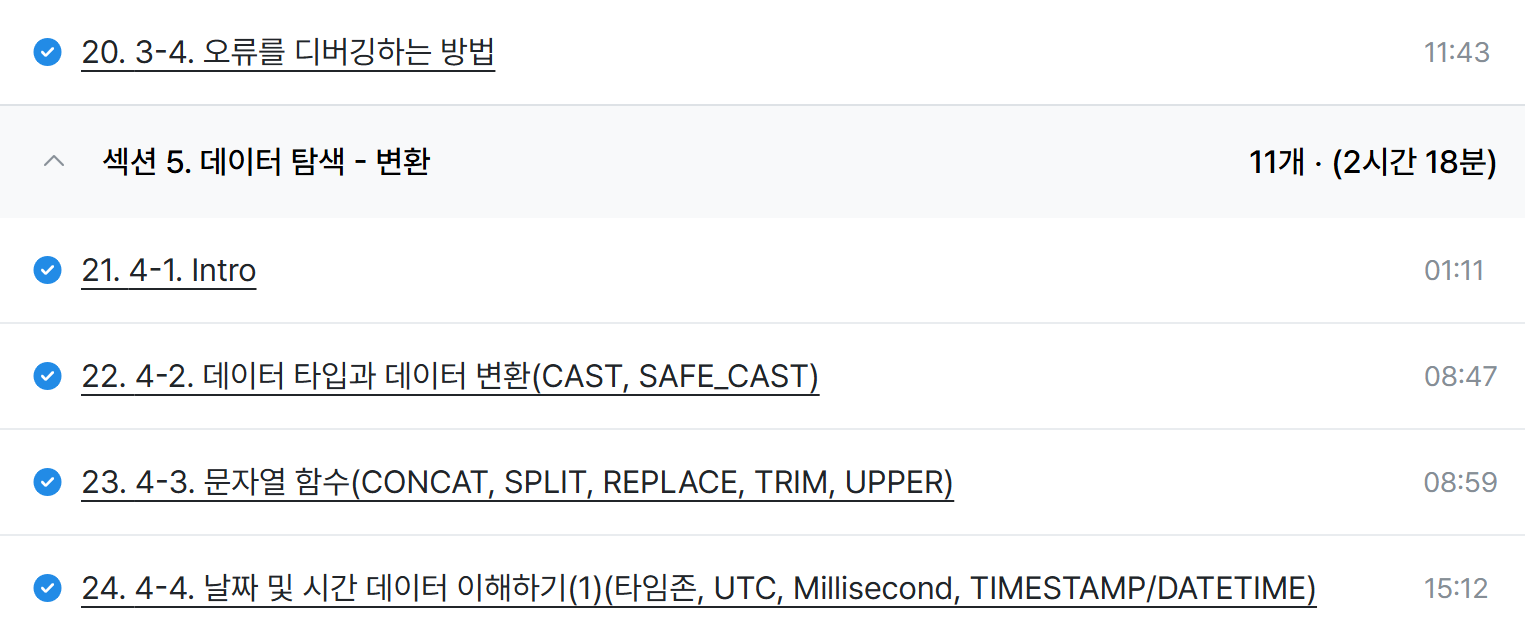 20. 3-4. 오류를 디버깅하는 방법 11:43
섹션 5. 데이터 탐색 - 변환 11개 · (2시간 18분)
21. 4-1. Intro 01:11
22. 4-2. 데이터 타입과 데이터 변환(CAST, SAFE_CAST) 08:47
23. 4-3. 문자열 함수(CONCAT, SPLIT, REPLACE, TRIM, UPPER) 08:59
24. 4-4. 날짜 및 시간 데이터 이해하기(1)(타임존, UTC, Millisecond, TIMESTAMP/DATETIME) 15:12